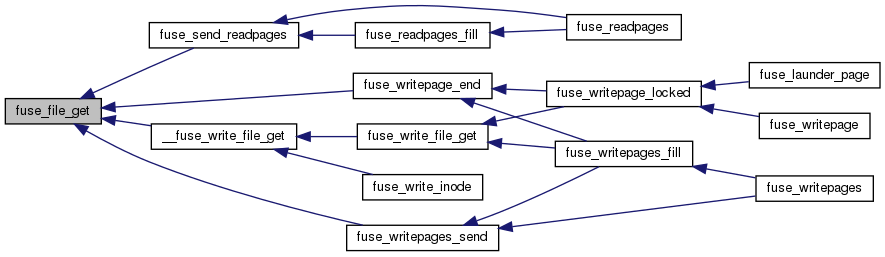 fuse_file_get
fuse_send_readpages
fuse_readpages_fill
fuse_readpages
fuse_writepage_end
__fuse_write_file_get
fuse_write_file_get
fuse_write_inode
fuse_writepages_send
fuse_writepage_locked
fuse_writepages_fill
fuse_launder_page
fuse_writepage
fuse_writepages